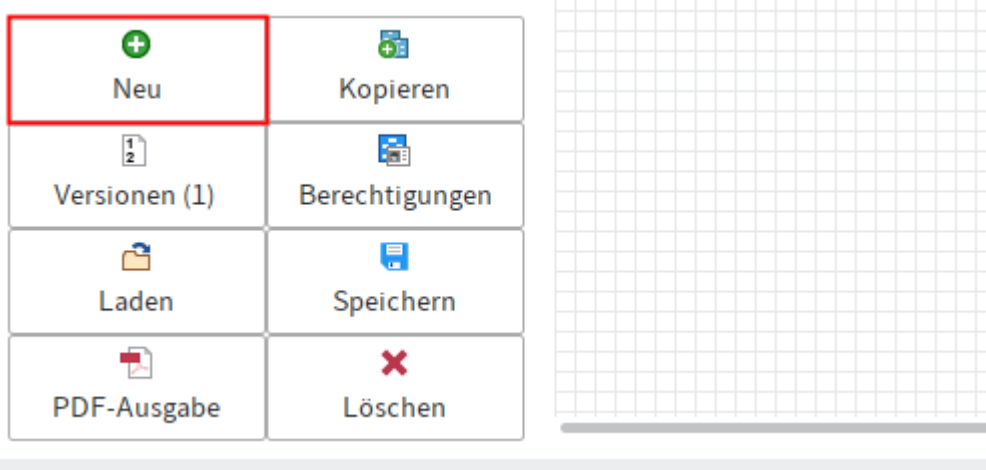 Neu
Kopieren
Versionen (1)
Berechtigungen
Laden
Speichern
PDF-Ausgabe
Löschen